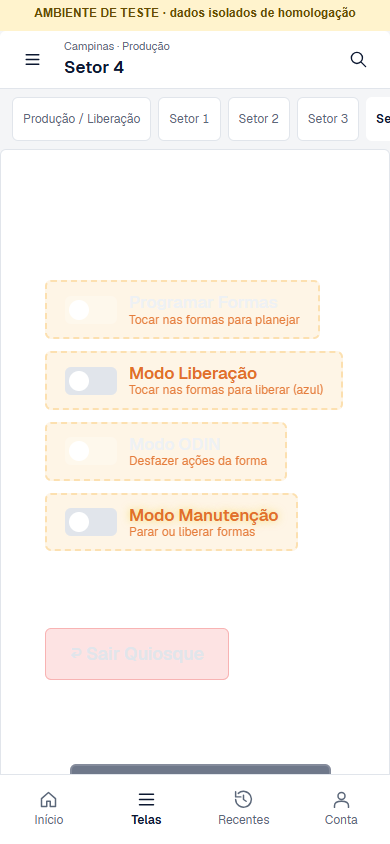 AMBIENTE DE TESTE · dados isolados de homologação
Campinas · Produção
Setor 4
Produção / Liberação
Setor 1
Setor 2
Setor 3
Se
Programar Formas
Tocar nas formas para planejar
Modo Liberação
Tocar nas formas para liberar (azul)
Modo ODIN
Desfazer ações da forma
Modo Manutenção
Parar ou liberar formas
Sair Quiosque
Início
Telas
Recentes
Conta